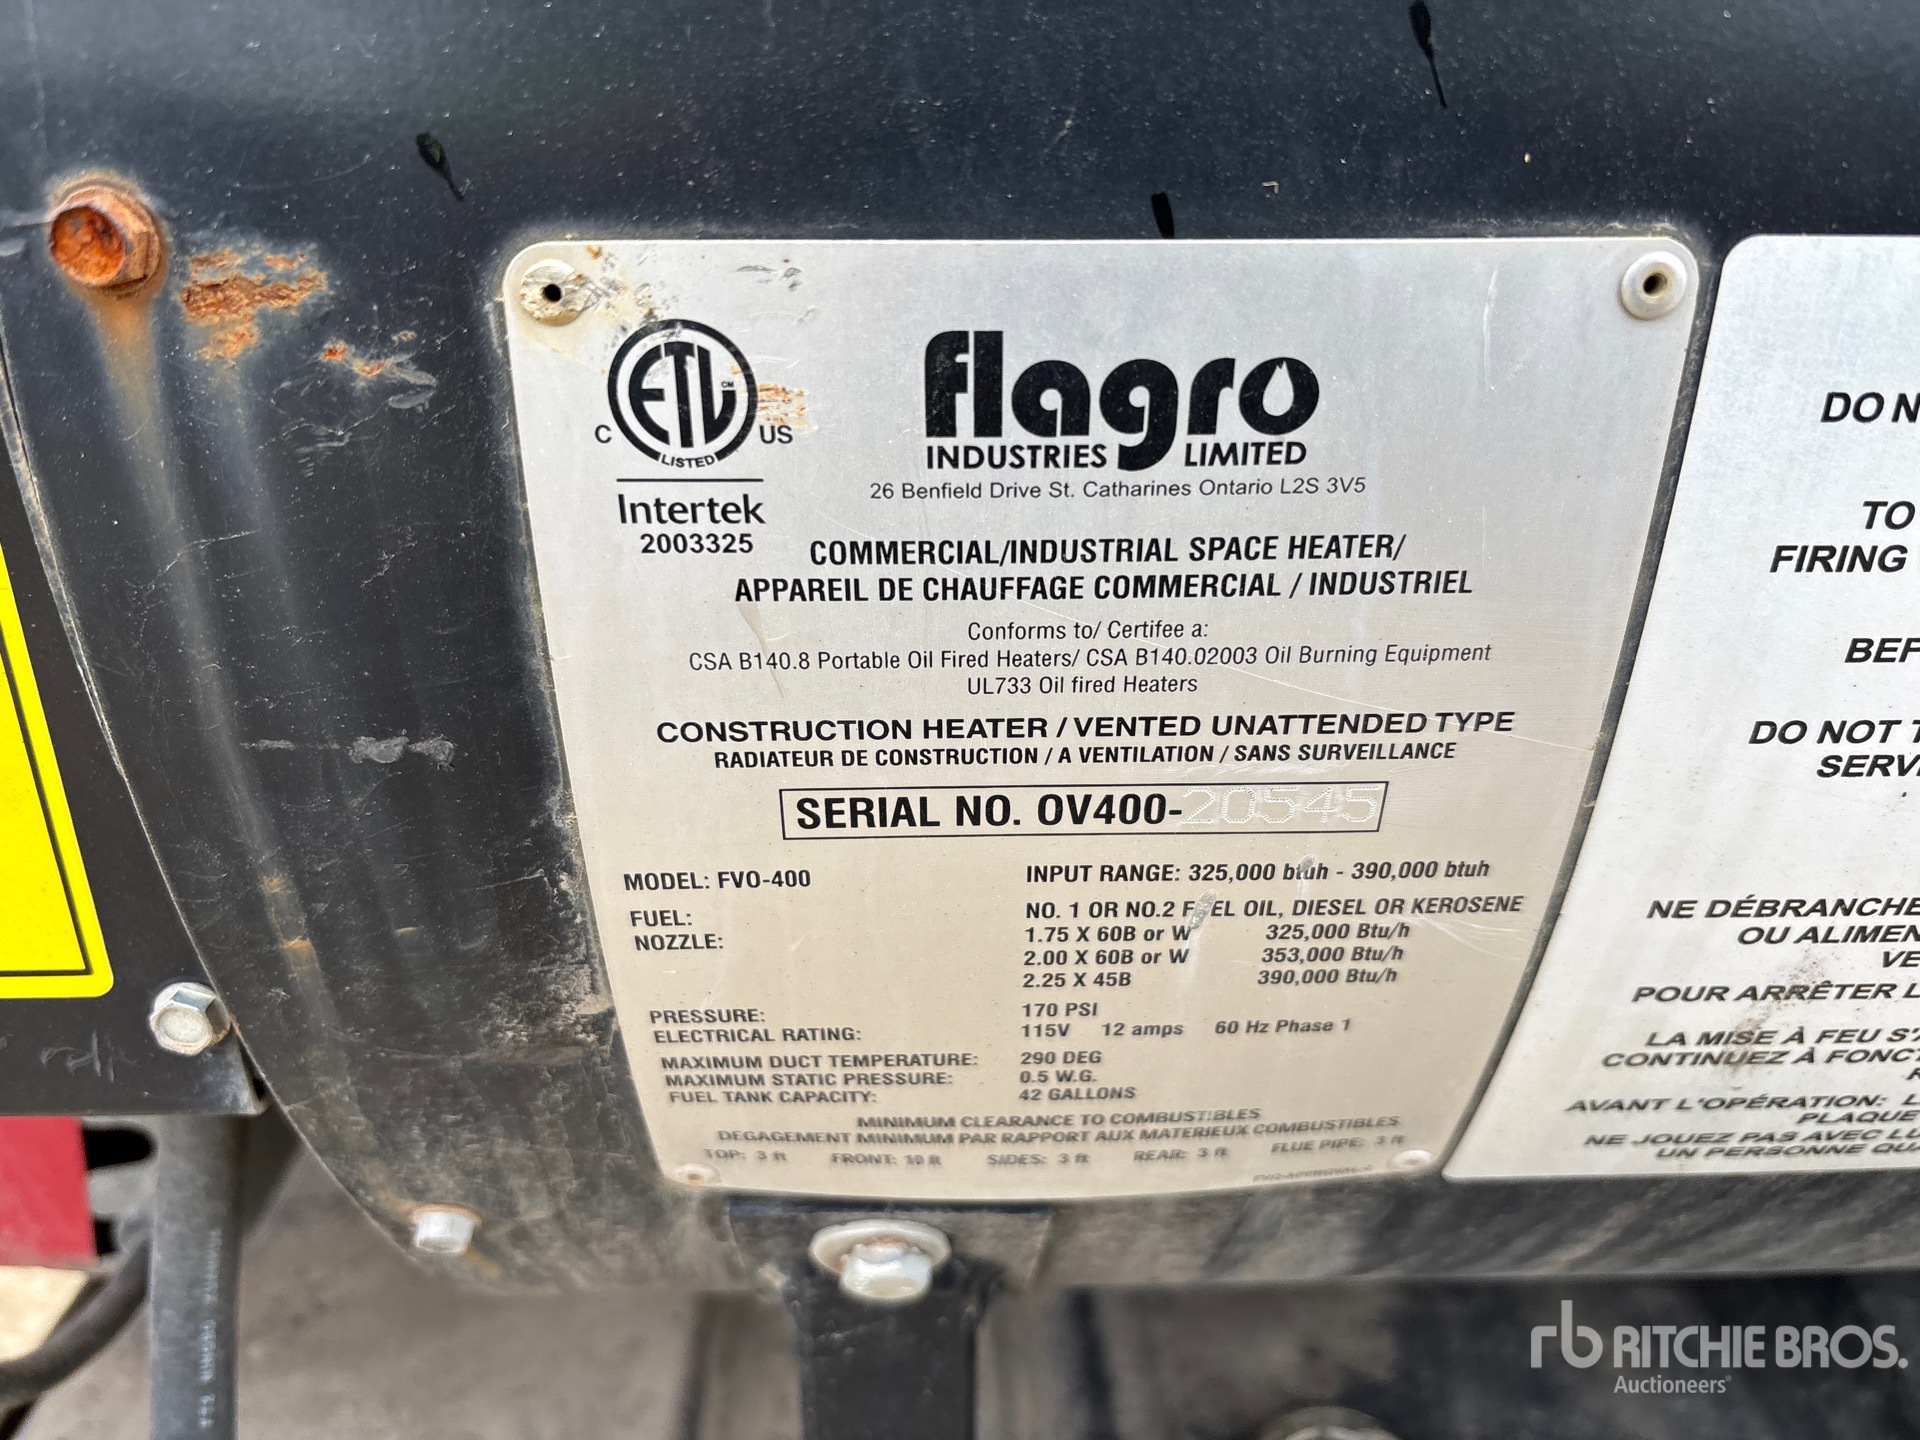 C ETL CM US
LISTED
Intertek
2003325
flagro
INDUSTRIES LIMITED
26 Benfield Drive St. Catharines Ontario L2S 3V5
COMMERCIAL/INDUSTRIAL SPACE HEATER/
APPAREIL DE CHAUFFAGE COMMERCIAL / INDUSTRIEL
Conforms to/ Certifee a:
CSA B140.8 Portable Oil Fired Heaters/ CSA B140.02003 Oil Burning Equipment
UL733 Oil fired Heaters
CONSTRUCTION HEATER / VENTED UNATTENDED TYPE
RADIATEUR DE CONSTRUCTION / A VENTILATION / SANS SURVEILLANCE
SERIAL NO. OV400-20545
MODEL: FVO-400 INPUT RANGE: 325,000 btuh - 390,000 btuh
FUEL: NO. 1 OR NO.2 FUEL OIL, DIESEL OR KEROSENE
NOZZLE: 1.75 X 60B or W 325,000 Btu/h
2.00 X 60B or W 353,000 Btu/h
2.25 X 45B 390,000 Btu/h
PRESSURE: 170 PSI
ELECTRICAL RATING: 115V 12 amps 60 Hz Phase 1
MAXIMUM DUCT TEMPERATURE: 290 DEG
MAXIMUM STATIC PRESSURE: 0.5 W.G.
FUEL TANK CAPACITY: 42 GALLONS
MINIMUM CLEARANCE TO COMBUSTIBLES
DEGAGEMENT MINIMUM PAR RAPPORT AUX MATERIEUX COMBUSTIBLES
TOP: 3 ft FRONT: 10 ft SIDES: 3 ft REAR: 3 ft FLUE PIPE: 3 ft
DO N
TO
FIRING
BEF
DO NOT T
SERVI
NE DÉBRANCHE
OU ALIMEN
VE
POUR ARRÊTER L
LA MISE À FEU S'
CONTINUEZ À FONCT
R
AVANT L'OPÉRATION: L
PLAQUE
NE JOUEZ PAS AVEC LU
UN PERSONNE QUA
rb RITCHIE BROS.
Auctioneers